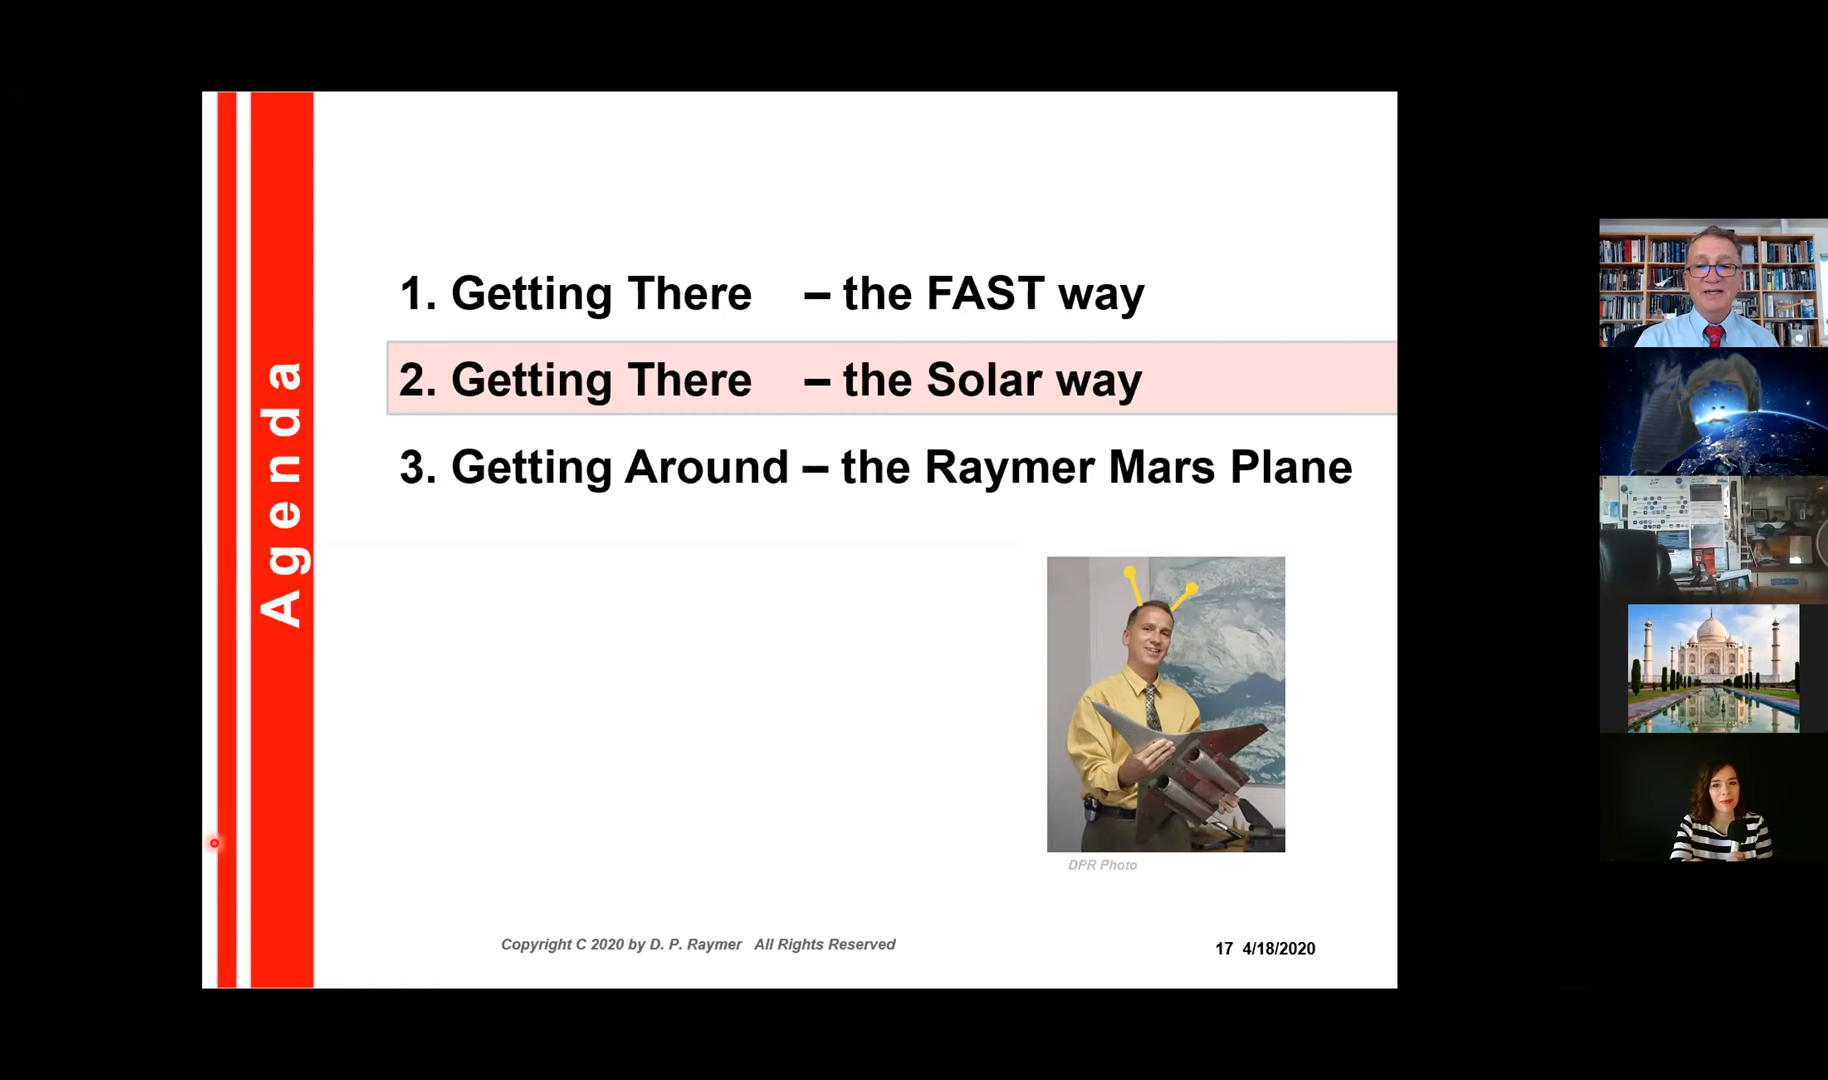 Agenda
1. Getting There – the FAST way
2. Getting There – the Solar way
3. Getting Around – the Raymer Mars Plane
DPR Photo
Copyright C 2020 by D. P. Raymer All Rights Reserved
17 4/18/2020